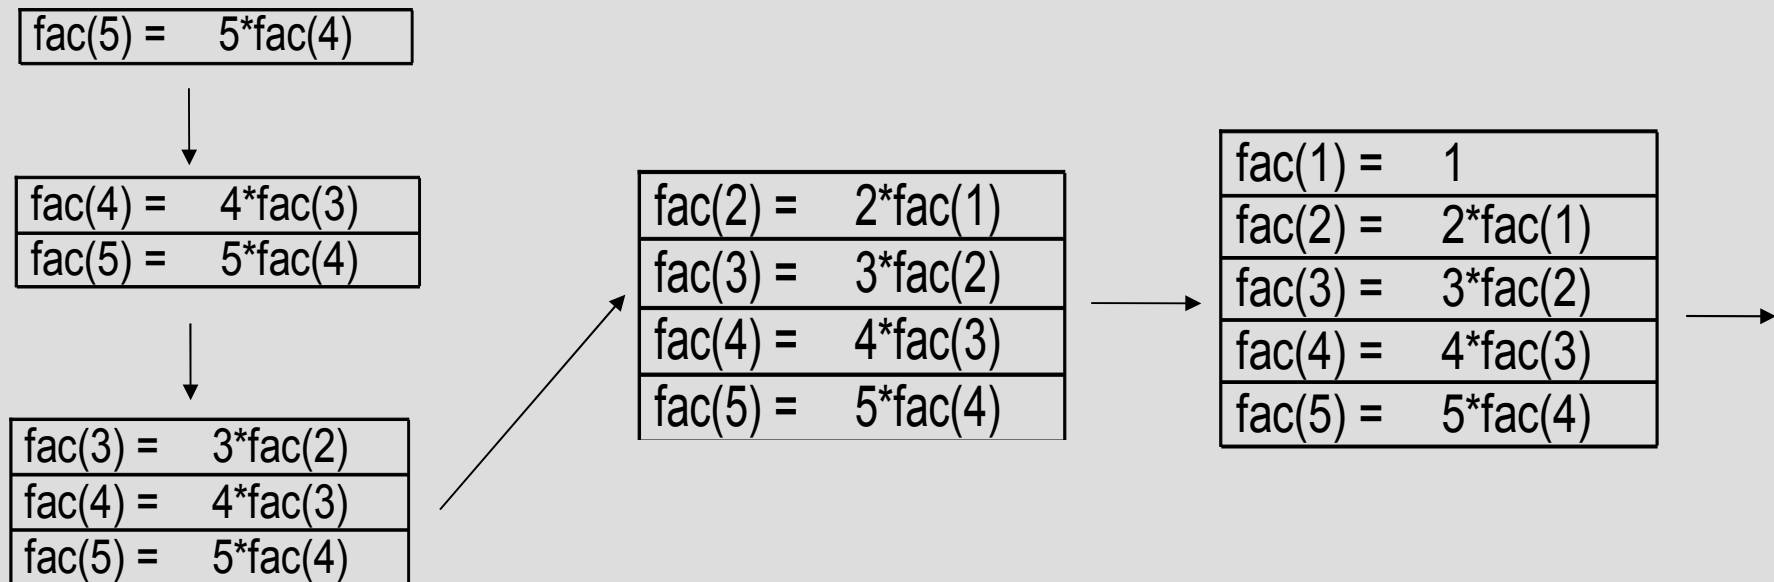 fac(5) = 5*fac(4)
fac(4) = 4*fac(3)
fac(5) = 5*fac(4)
fac(3) = 3*fac(2)
fac(4) = 4*fac(3)
fac(5) = 5*fac(4)
fac(2) = 2*fac(1)
fac(3) = 3*fac(2)
fac(4) = 4*fac(3)
fac(5) = 5*fac(4)
fac(1) = 1
fac(2) = 2*fac(1)
fac(3) = 3*fac(2)
fac(4) = 4*fac(3)
fac(5) = 5*fac(4)